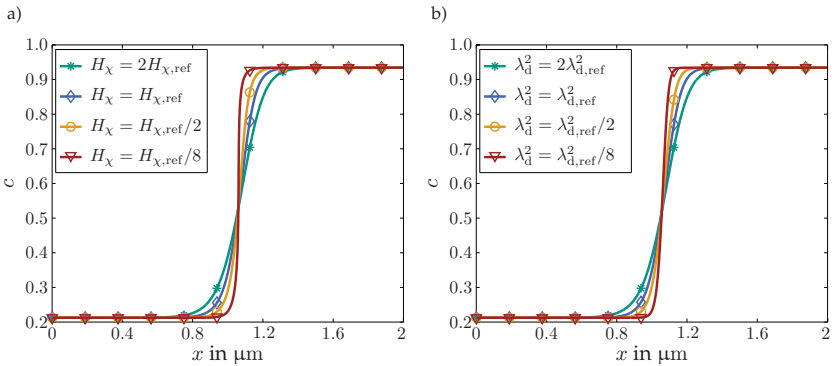 a)
1.0
0.9
0.8
0.7
0.6
0.5
0.4
0.3
0.2
c
H_χ = 2H_χ,ref
H_χ = H_χ,ref
H_χ = H_χ,ref/2
H_χ = H_χ,ref/8
0 0.4 0.8 1.2 1.6 2
x in µm
b)
1.0
0.9
0.8
0.7
0.6
0.5
0.4
0.3
0.2
c
λ_d^2 = 2λ_d,ref^2
λ_d^2 = λ_d,ref^2
λ_d^2 = λ_d,ref^2/2
λ_d^2 = λ_d,ref^2/8
0 0.4 0.8 1.2 1.6 2
x in µm